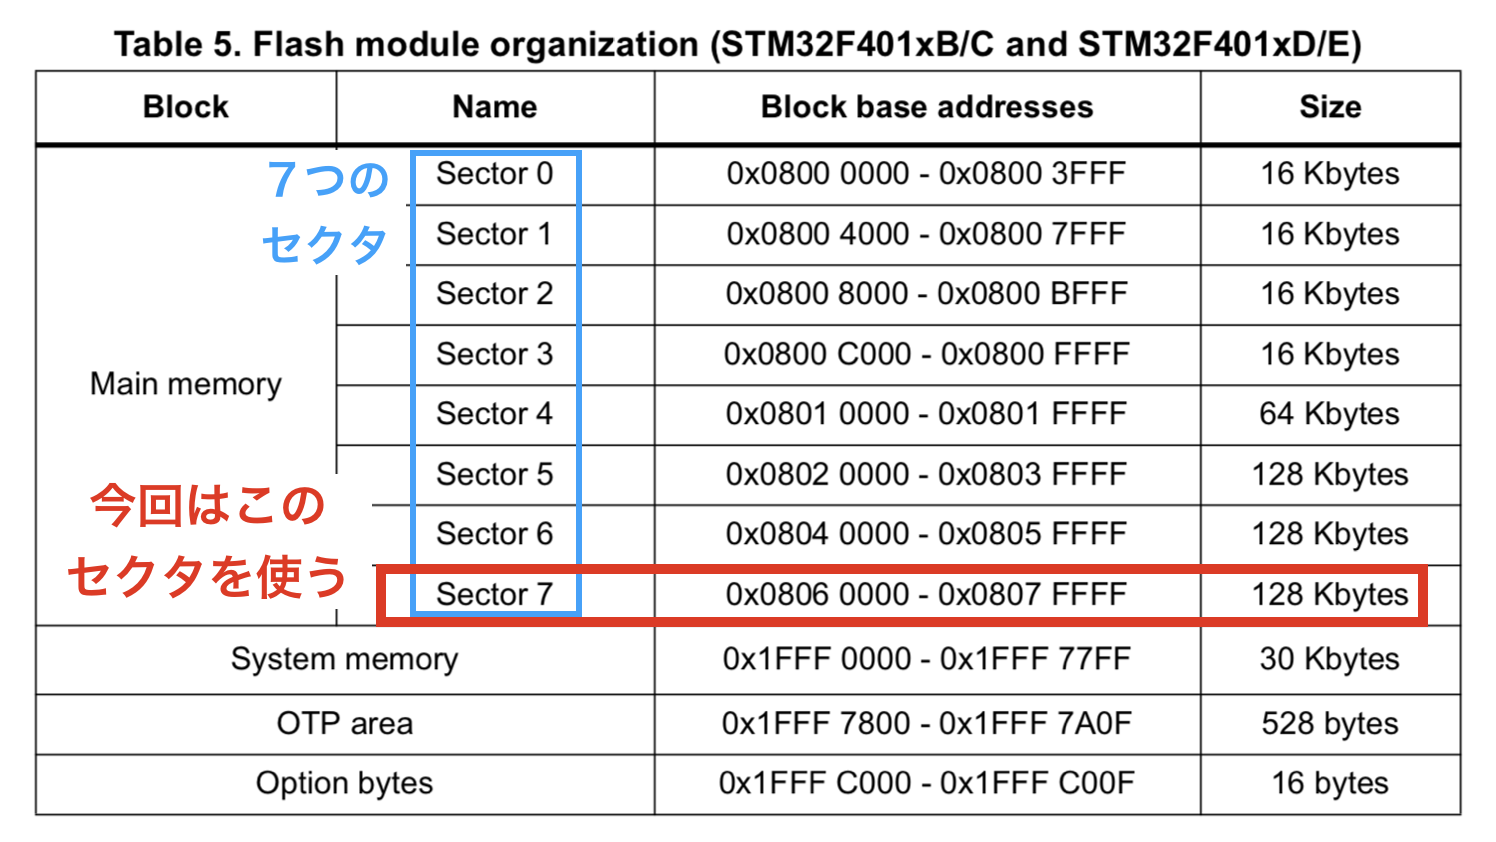 Table 5. Flash module organization (STM32F401xB/C and STM32F401xD/E)
Block Name Block base addresses Size
7つの
セクタ
Main memory
今回はこの
セクタを使う
Sector 0 0x0800 0000 - 0x0800 3FFF 16 Kbytes
Sector 1 0x0800 4000 - 0x0800 7FFF 16 Kbytes
Sector 2 0x0800 8000 - 0x0800 BFFF 16 Kbytes
Sector 3 0x0800 C000 - 0x0800 FFFF 16 Kbytes
Sector 4 0x0801 0000 - 0x0801 FFFF 64 Kbytes
Sector 5 0x0802 0000 - 0x0803 FFFF 128 Kbytes
Sector 6 0x0804 0000 - 0x0805 FFFF 128 Kbytes
Sector 7 0x0806 0000 - 0x0807 FFFF 128 Kbytes
System memory 0x1FFF 0000 - 0x1FFF 77FF 30 Kbytes
OTP area 0x1FFF 7800 - 0x1FFF 7A0F 528 bytes
Option bytes 0x1FFF C000 - 0x1FFF C00F 16 bytes